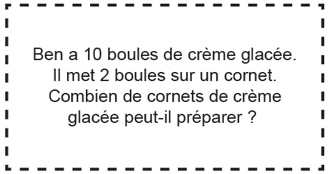 Ben a 10 boules de crème glacée.
Il met 2 boules sur un cornet.
Combien de cornets de crème
glacée peut-il préparer ?